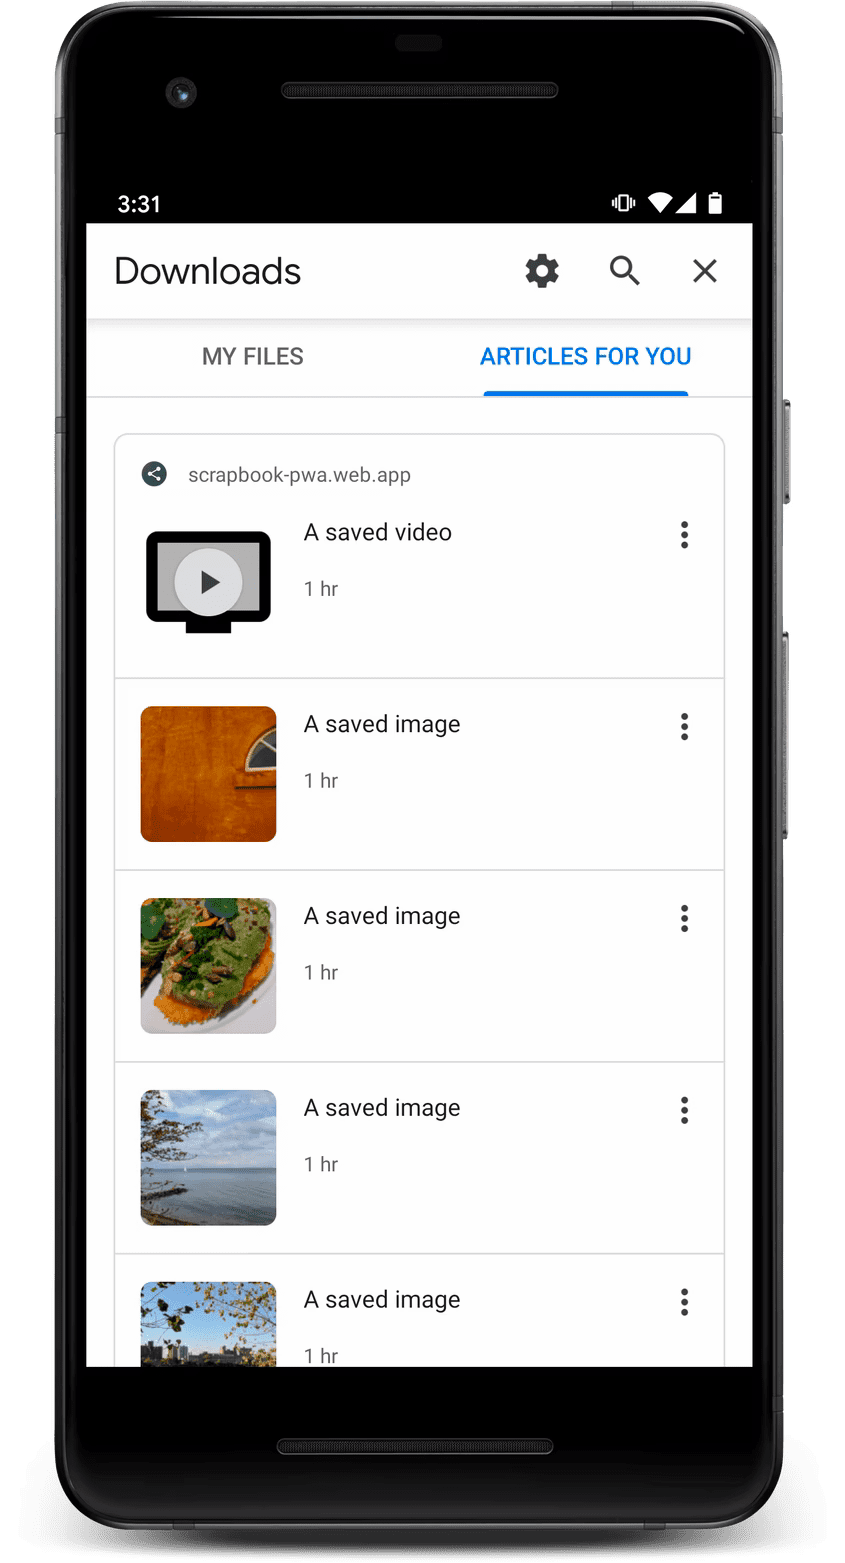 3:31
Downloads
MY FILES
ARTICLES FOR YOU
scrapbook-pwa.web.app
A saved video
1 hr
A saved image
1 hr
A saved image
1 hr
A saved image
1 hr
A saved image
1 hr